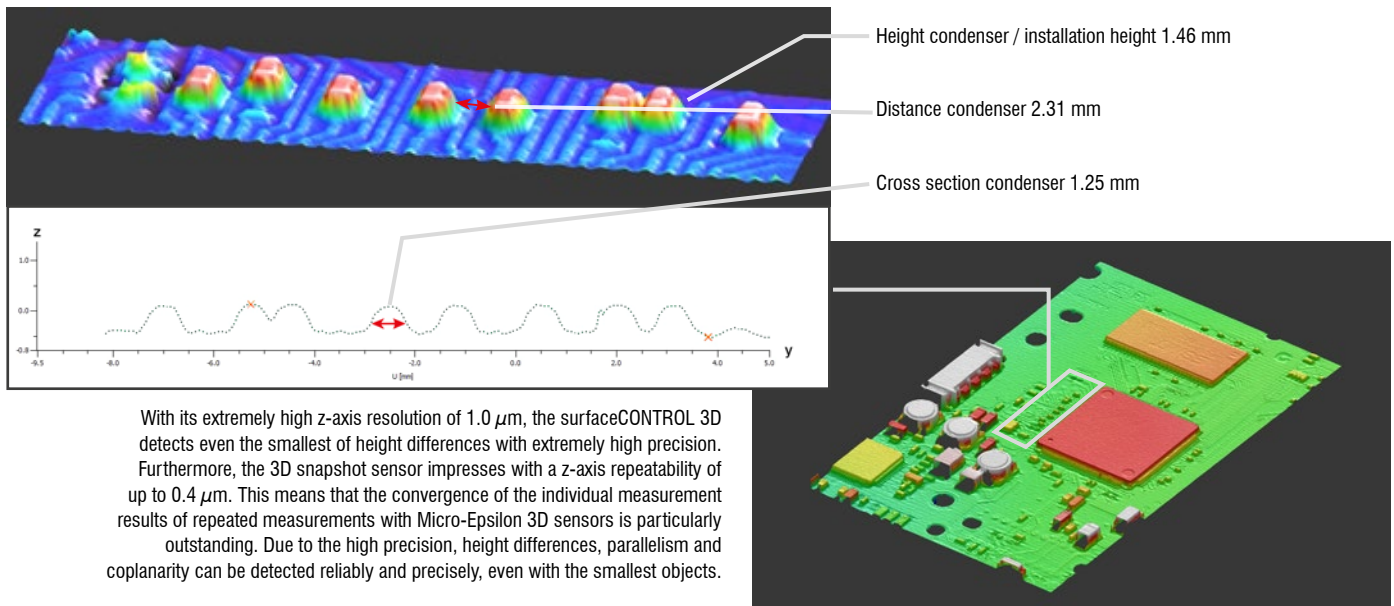 Height condenser / installation height 1.46 mm
Distance condenser 2.31 mm
Cross section condenser 1.25 mm
z
1.0
0.0
-0.8
-9.5 -8.0 -6.0 -4.0 -2.0 0.0 2.0 4.0 5.0
y
U [mm]
With its extremely high z-axis resolution of 1.0 µm, the surfaceCONTROL 3D
detects even the smallest of height differences with extremely high precision.
Furthermore, the 3D snapshot sensor impresses with a z-axis repeatability of
up to 0.4 µm. This means that the convergence of the individual measurement
results of repeated measurements with Micro-Epsilon 3D sensors is particularly
outstanding. Due to the high precision, height differences, parallelism and
coplanarity can be detected reliably and precisely, even with the smallest objects.